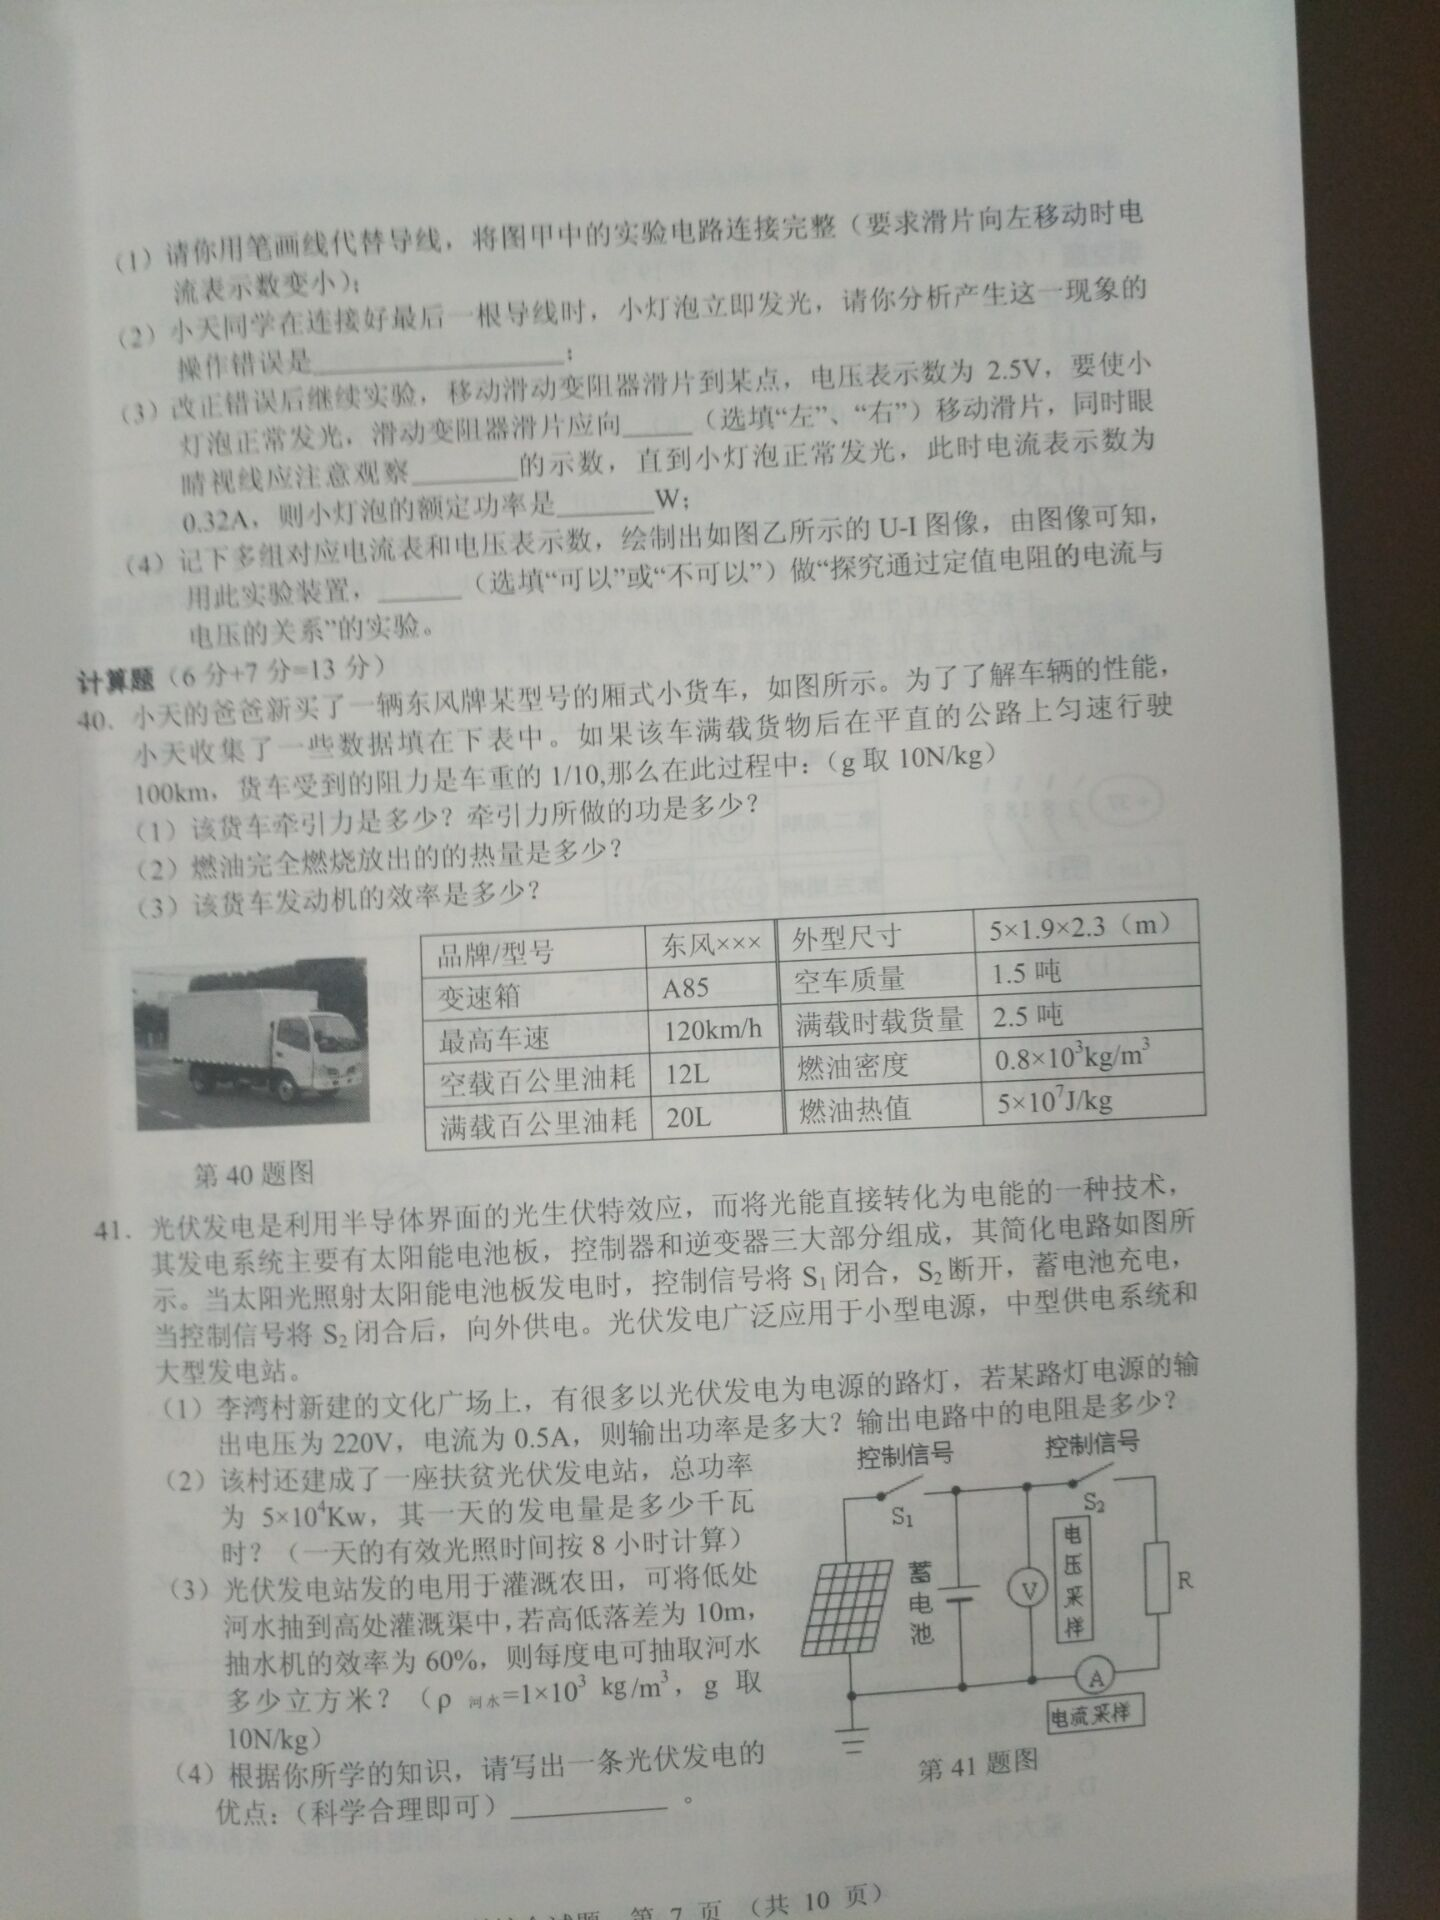 (1) 请你用笔画线代替导线，将图甲中的实验电路连接完整（要求滑片向左移动时电
流表示数变小）；
(2) 小天同学在连接好最后一根导线时，小灯泡立即发光，请你分析产生这一现象的
操作错误是____________；
(3) 改正错误后继续实验，移动滑动变阻器滑片到某点，电压表示数为 2.5V，要使小
灯泡正常发光，滑动变阻器滑片应向____（选填“左”、“右”）移动滑片，同时眼
睛视线应注意观察______的示数，直到小灯泡正常发光，此时电流表示数为
0.32A，则小灯泡的额定功率是_____W；
(4) 记下多组对应电流表和电压表示数，绘制出如图乙所示的 U-I 图像，由图像可知，
用此实验装置，_____（选填“可以”或“不可以”）做“探究通过定值电阻的电流与
电压的关系”的实验。
计算题（6 分+7 分=13 分）
40. 小天的爸爸新买了一辆东风牌某型号的厢式小货车，如图所示。为了了解车辆的性能，
小天收集了一些数据填在下表中。如果该车满载货物后在平直的公路上匀速行驶
100km，货车受到的阻力是车重的 1/10,那么在此过程中：（g 取 10N/kg）
(1) 该货车牵引力是多少？牵引力所做的功是多少？
(2) 燃油完全燃烧放出的的热量是多少？
(3) 该货车发动机的效率是多少？
品牌/型号 东风××× 外型尺寸 5×1.9×2.3（m）
变速箱 A85 空车质量 1.5 吨
最高车速 120km/h 满载时载货量 2.5 吨
空载百公里油耗 12L 燃油密度 0.8×10³kg/m³
满载百公里油耗 20L 燃油热值 5×10⁷J/kg
第 40 题图
41. 光伏发电是利用半导体界面的光生伏特效应，而将光能直接转化为电能的一种技术，
其发电系统主要有太阳能电池板，控制器和逆变器三大部分组成，其简化电路如图所
示。当太阳光照射太阳能电池板发电时，控制信号将 S₁ 闭合，S₂ 断开，蓄电池充电，
当控制信号将 S₂ 闭合后，向外供电。光伏发电广泛应用于小型电源，中型供电系统和
大型发电站。
(1) 李湾村新建的文化广场上，有很多以光伏发电为电源的路灯，若某路灯电源的输
出电压为 220V，电流为 0.5A，则输出功率是多大？输出电路中的电阻是多少？
(2) 该村还建成了一座扶贫光伏发电站，总功率
为 5×10⁴Kw，其一天的发电量是多少千瓦
时？（一天的有效光照时间按 8 小时计算）
(3) 光伏发电站发的电用于灌溉农田，可将低处
河水抽到高处灌溉渠中，若高低落差为 10m，
抽水机的效率为 60%，则每度电可抽取河水
多少立方米？（ρ 河水=1×10³ kg/m³，g 取
10N/kg）
(4) 根据你所学的知识，请写出一条光伏发电的
优点：（科学合理即可）__________。
控制信号
控制信号
S₁
S₂
蓄电池
V
电压采样
R
A
电流采样
第 41 题图
第 7 页 （共 10 页）